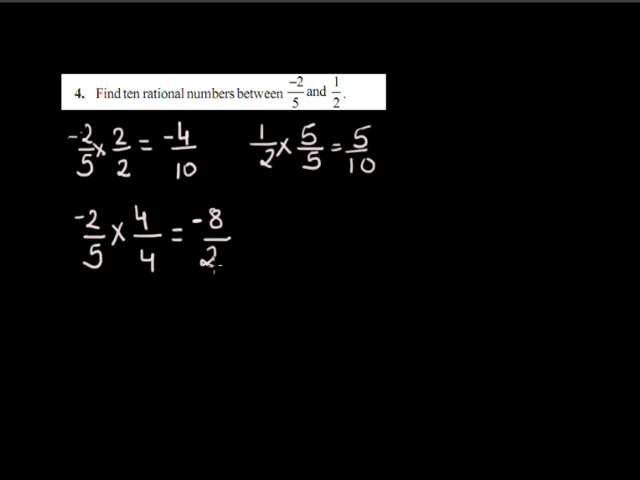 4. Find ten rational numbers between -2/5 and 1/2.
-2/5 × 2/2 = -4/10 1/2 × 5/5 = 5/10
-2/5 × 4/4 = -8/2